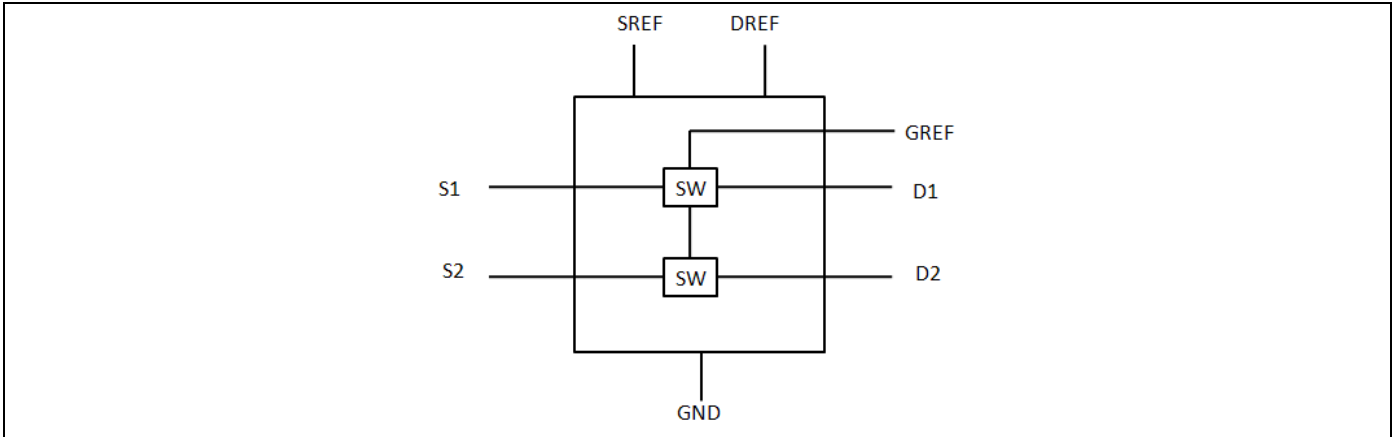 SREF DREF
GREF
S1 SW D1
S2 SW D2
GND